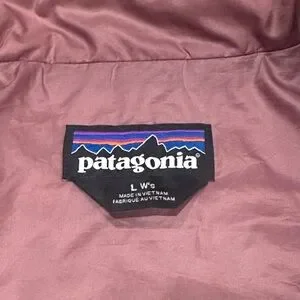 patagonia®
L W's
MADE IN VIETNAM
FABRIQUÉ AU VIETNAM